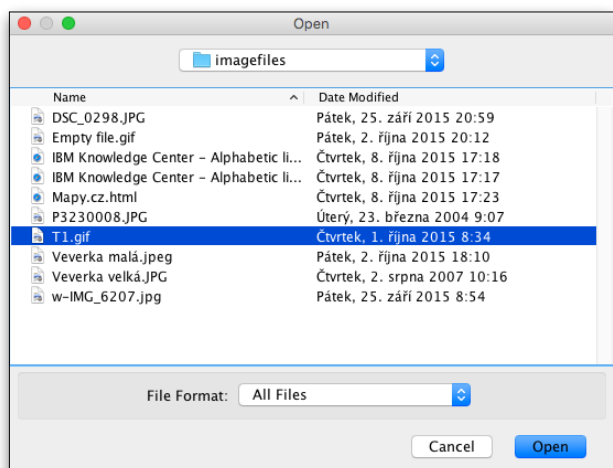 Open
imagefiles
Name Date Modified
DSC_0298.JPG Pátek, 25. září 2015 20:59
Empty file.gif Pátek, 2. října 2015 20:12
IBM Knowledge Center – Alphabetic li... Čtvrtek, 8. října 2015 17:18
IBM Knowledge Center – Alphabetic li... Čtvrtek, 8. října 2015 17:17
Mapy.cz.html Čtvrtek, 8. října 2015 17:23
P3230008.JPG Úterý, 23. března 2004 9:07
T1.gif Čtvrtek, 1. října 2015 8:34
Veverka malá.jpeg Pátek, 2. října 2015 18:10
Veverka velká.JPG Čtvrtek, 2. srpna 2007 10:16
w-IMG_6207.jpg Pátek, 25. září 2015 8:54
File Format: All Files
Cancel Open